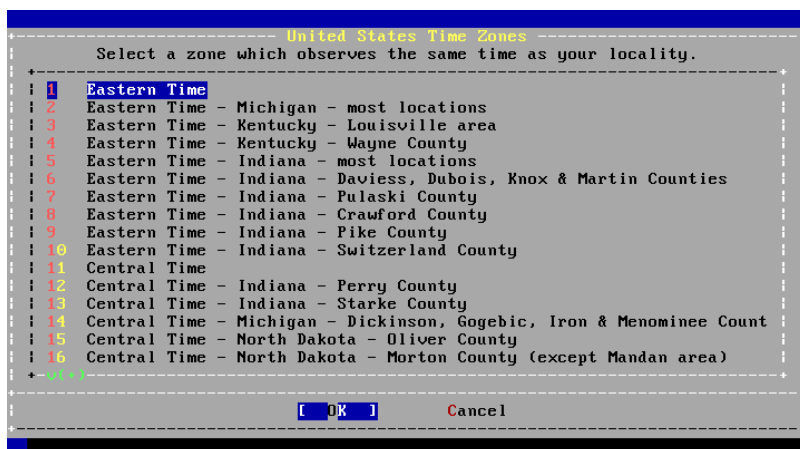 United States Time Zones
Select a zone which observes the same time as your locality.
1 Eastern Time
2 Eastern Time - Michigan - most locations
3 Eastern Time - Kentucky - Louisville area
4 Eastern Time - Kentucky - Wayne County
5 Eastern Time - Indiana - most locations
6 Eastern Time - Indiana - Daviess, Dubois, Knox & Martin Counties
7 Eastern Time - Indiana - Pulaski County
8 Eastern Time - Indiana - Crawford County
9 Eastern Time - Indiana - Pike County
10 Eastern Time - Indiana - Switzerland County
11 Central Time
12 Central Time - Indiana - Perry County
13 Central Time - Indiana - Starke County
14 Central Time - Michigan - Dickinson, Gogebic, Iron & Menominee Count
15 Central Time - North Dakota - Oliver County
16 Central Time - North Dakota - Morton County (except Mandan area)
v(+)
[ OK ] Cancel